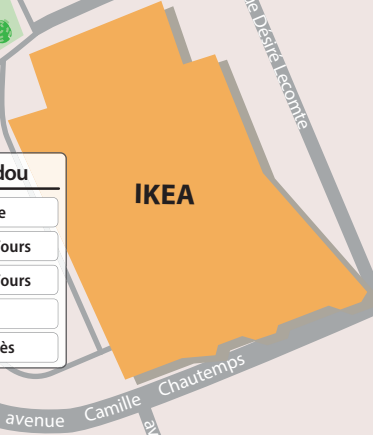 e Désiré Lecomte
dou
IKEA
e
ours
ours
ès
avenue Camille Chautemps
av